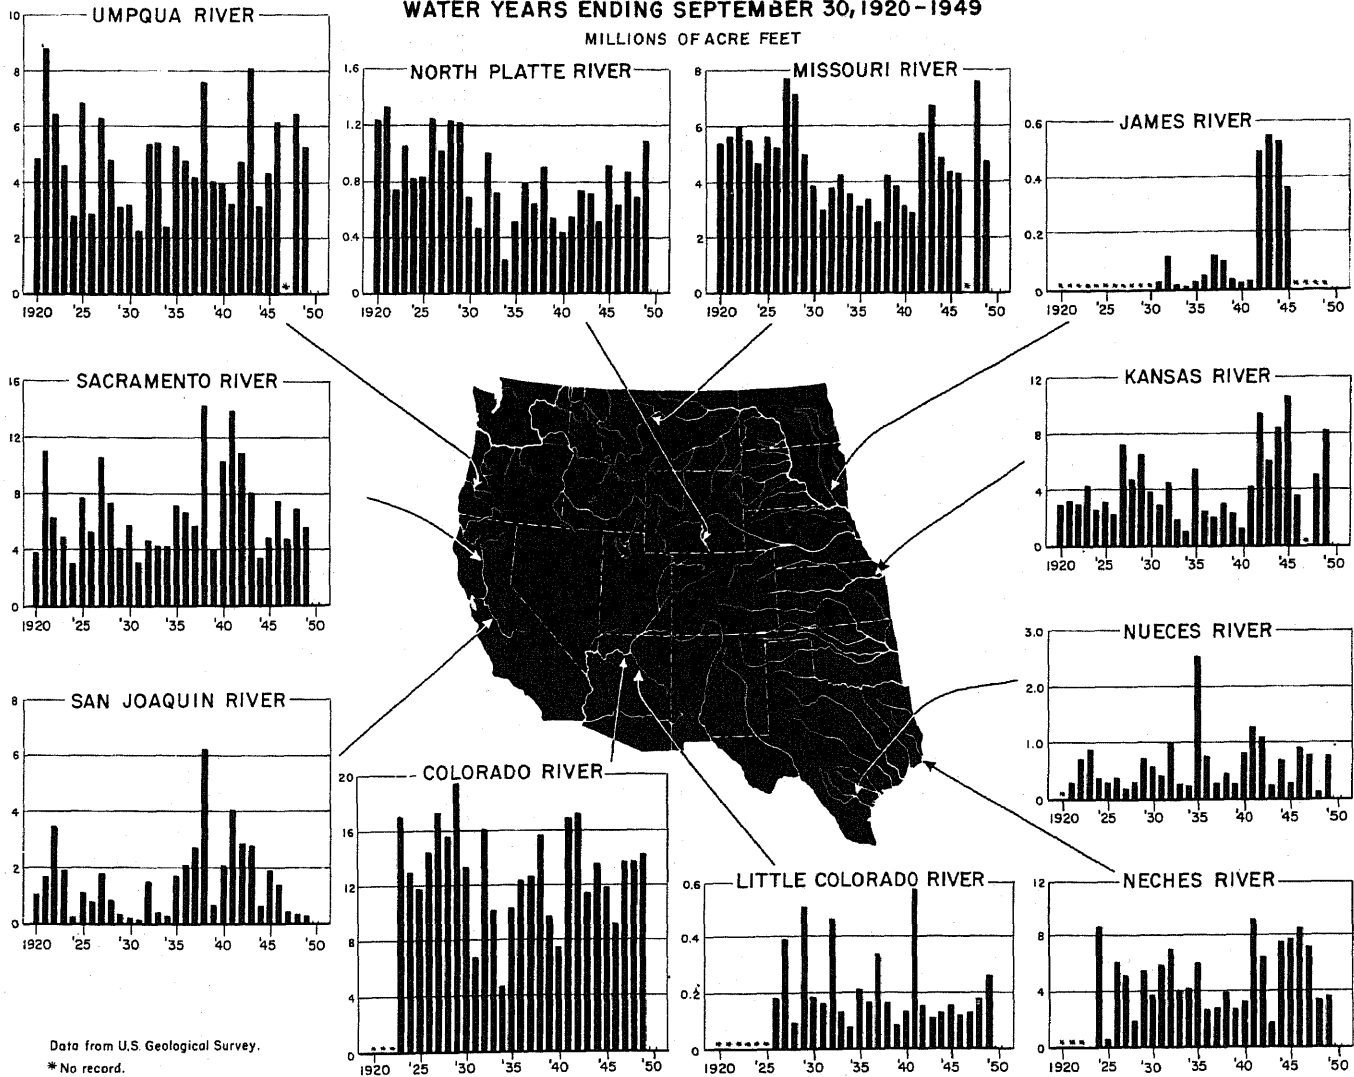 WATER YEARS ENDING SEPTEMBER 30, 1920-1949
MILLIONS OF ACRE FEET
UMPQUA RIVER
10
8
6
4
2
0
*
1920 '25 '30 '35 '40 '45 '50
NORTH PLATTE RIVER
1.6
1.2
0.8
0.4
0
1920 '25 '30 '35 '40 '45 '50
MISSOURI RIVER
8
6
4
2
0
*
1920 '25 '30 '35 '40 '45 '50
JAMES RIVER
0.6
0.4
0.2
0
* * * * * * * * * * * * * * *
1920 '25 '30 '35 '40 '45 '50
SACRAMENTO RIVER
16
12
8
4
0
1920 '25 '30 '35 '40 '45 '50
KANSAS RIVER
12
8
4
0
*
1920 '25 '30 '35 '40 '45 '50
SAN JOAQUIN RIVER
8
6
4
2
0
1920 '25 '30 '35 '40 '45 '50
NUECES RIVER
3.0
2.0
1.0
0
*
1920 '25 '30 '35 '40 '45 '50
COLORADO RIVER
20
16
12
8
4
0
* * *
1920 '25 '30 '35 '40 '45 '50
LITTLE COLORADO RIVER
0.6
0.4
0.2
0
* * * * * *
1920 '25 '30 '35 '40 '45 '50
NECHES RIVER
12
8
4
0
* * *
1920 '25 '30 '35 '40 '45 '50
Data from U.S. Geological Survey.
* No record.